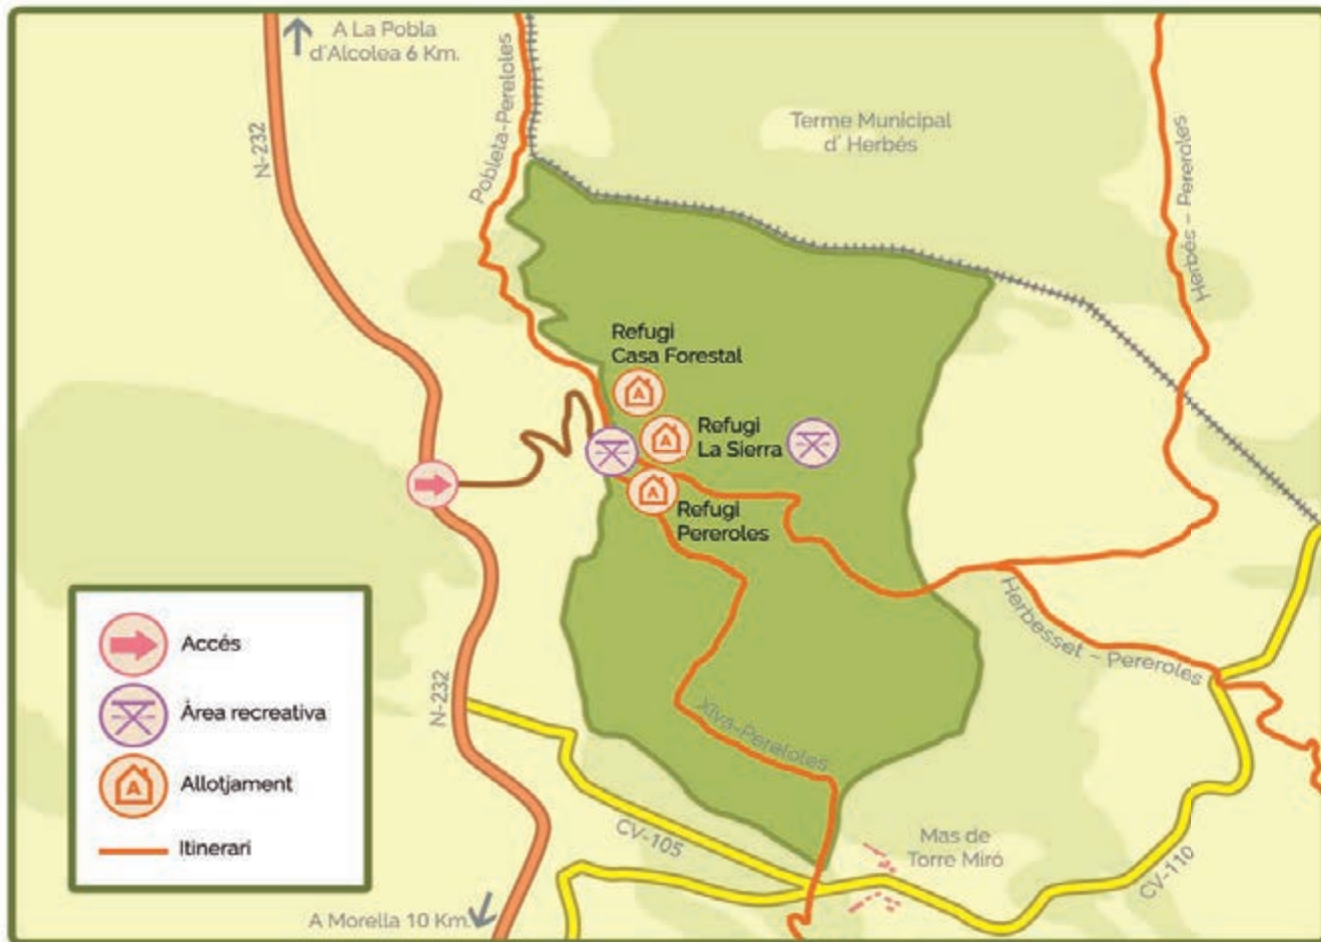 A La Pobla
d'Alcolea 6 Km.
N-232
Pobleta-Pereloles
Terme Municipal
d' Herbés
Herbés - Pereroles
Refugi
Casa Forestal
A
Refugi
La Sierra
A
A
Refugi
Pereroles
Herbesset - Pereroles
Xiva-Pereloles
N-232
Accés
Àrea recreativa
A
Allotjament
Itinerari
CV-105
Mas de
Torre Miró
CV-110
A Morella 10 Km.